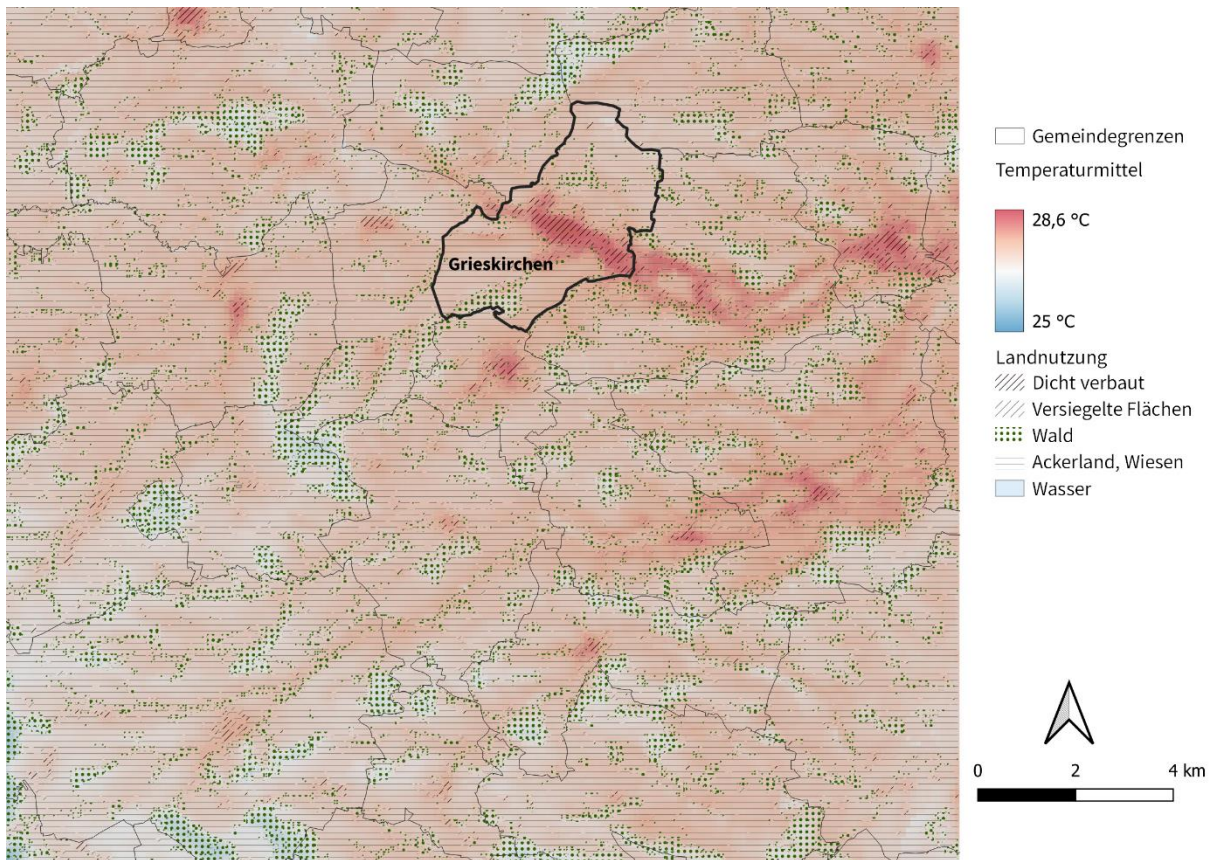 Grieskirchen
Gemeindegrenzen
Temperaturmittel
28,6 °C
25 °C
Landnutzung
Dicht verbaut
Versiegelte Flächen
Wald
Ackerland, Wiesen
Wasser
0 2 4 km